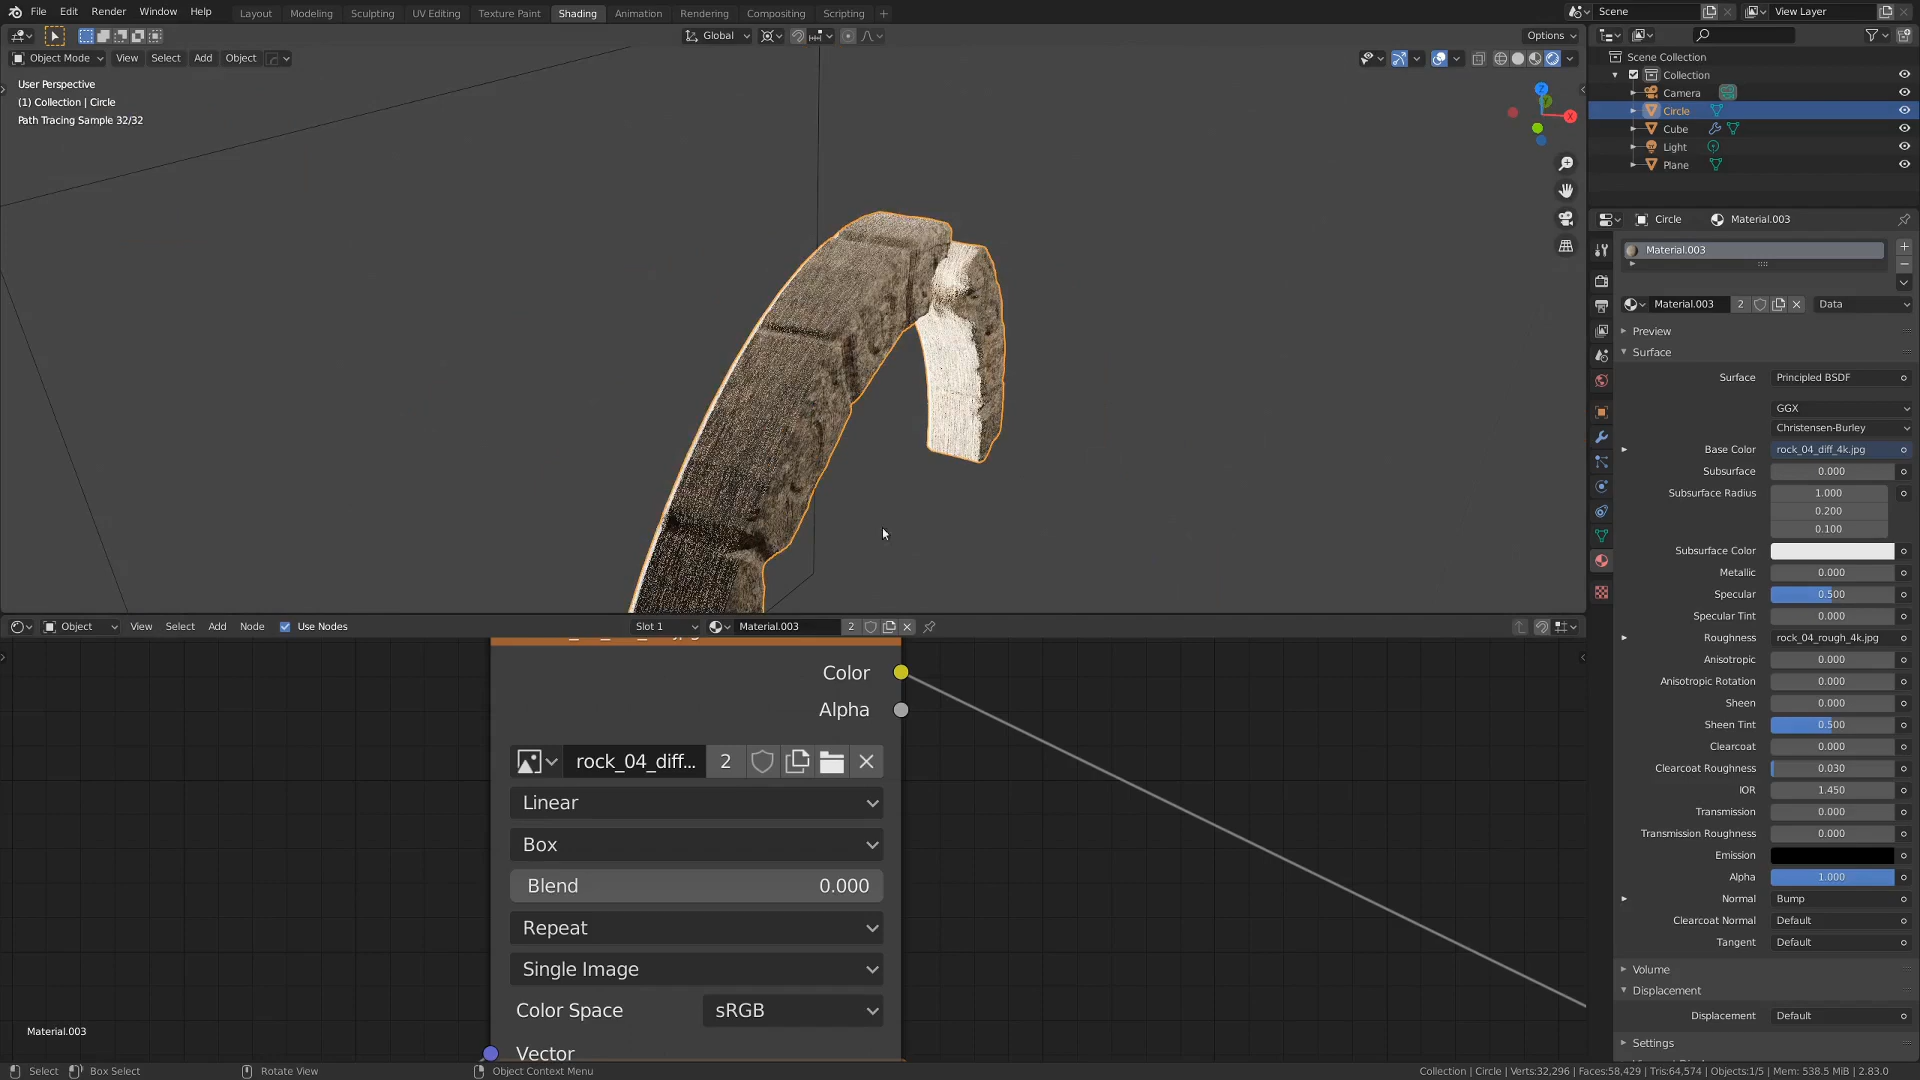 File Edit Render Window Help Layout Modeling Sculpting UV Editing Texture Paint Shading Animation Rendering Compositing Scripting + Scene View Layer
Global Options
Object Mode View Select Add Object
User Perspective
(1) Collection | Circle
Path Tracing Sample 32/32
Z
Y
X
Scene Collection
Collection
Camera
Circle
Cube
Light
Plane
Circle Material.003
Material.003
Material.003 2 Data
Preview
Surface
Surface Principled BSDF
GGX
Christensen-Burley
Base Color rock_04_diff_4k.jpg
Subsurface 0.000
Subsurface Radius 1.000
0.200
0.100
Subsurface Color
Metallic 0.000
Specular 0.500
Specular Tint 0.000
Roughness rock_04_rough_4k.jpg
Anisotropic 0.000
Anisotropic Rotation 0.000
Sheen 0.000
Sheen Tint 0.500
Clearcoat 0.000
Clearcoat Roughness 0.030
IOR 1.450
Transmission 0.000
Transmission Roughness 0.000
Emission
Alpha 1.000
Normal Bump
Clearcoat Normal Default
Tangent Default
Volume
Displacement
Displacement Default
Settings
Object View Select Add Node Use Nodes Slot 1 Material.003 2
Color
Alpha
rock_04_diff... 2
Linear
Box
Blend 0.000
Repeat
Single Image
Color Space sRGB
Vector
Material.003
Select Box Select Rotate View Object Context Menu Collection | Circle | Verts:32,296 | Faces:58,429 | Tris:64,574 | Objects:1/5 | Mem: 538.5 MiB | 2.83.0